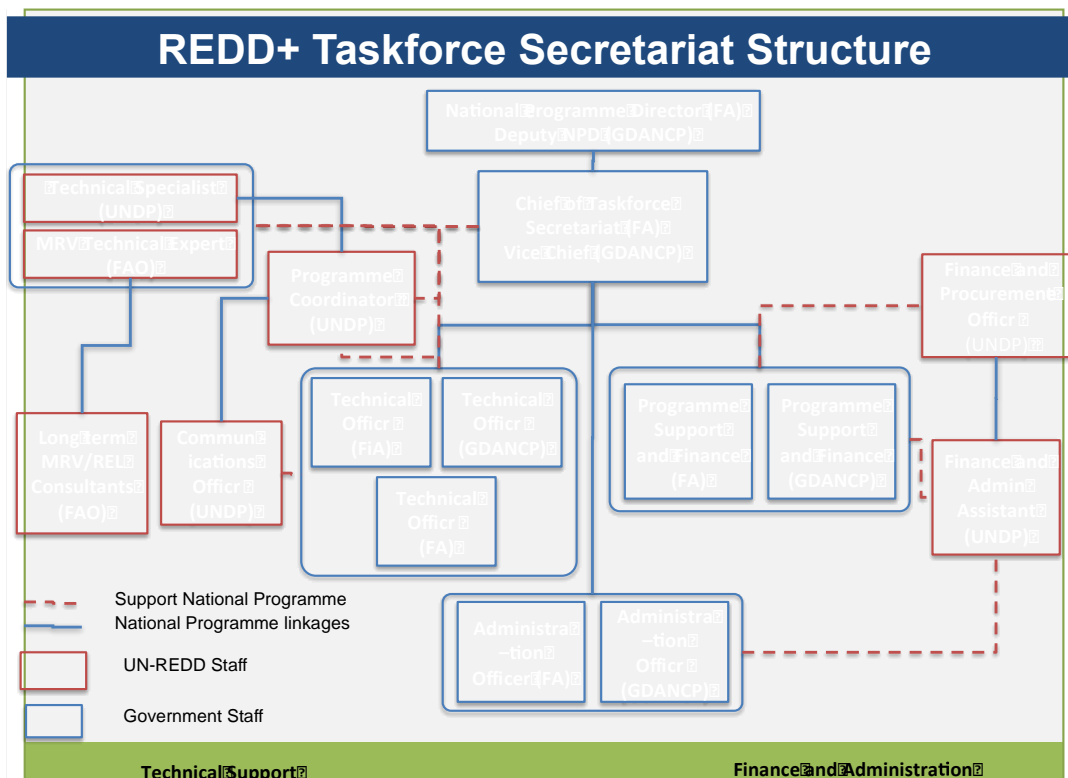 REDD+ Taskforce Secretariat Structure
National Programme Director (FA)
Deputy NPD (GDANCP)
Technical Specialist
(UNDP)
MRV Technical Expert
(FAO)
Chief of Taskforce
Secretariat (FA)
Vice Chief (GDANCP)
Programme
Coordinator
(UNDP)
Finance and
Procurement
Officr
(UNDP)
Long term
MRV/REL
Consultants
(FAO)
Commun
ications
Officr
(UNDP)
Technical
Officr
(FiA)
Technical
Officr
(GDANCP)
Technical
Officr
(FA)
Programme
Support
and Finance
(FA)
Programme
Support
and Finance
(GDANCP)
Finance and
Admin
Assistant
(UNDP)
Administra
–tion
Officer (FA)
Administra
–tion
Officr
(GDANCP)
Support National Programme
National Programme linkages
UN-REDD Staff
Government Staff
Technical Support
Finance and Administration